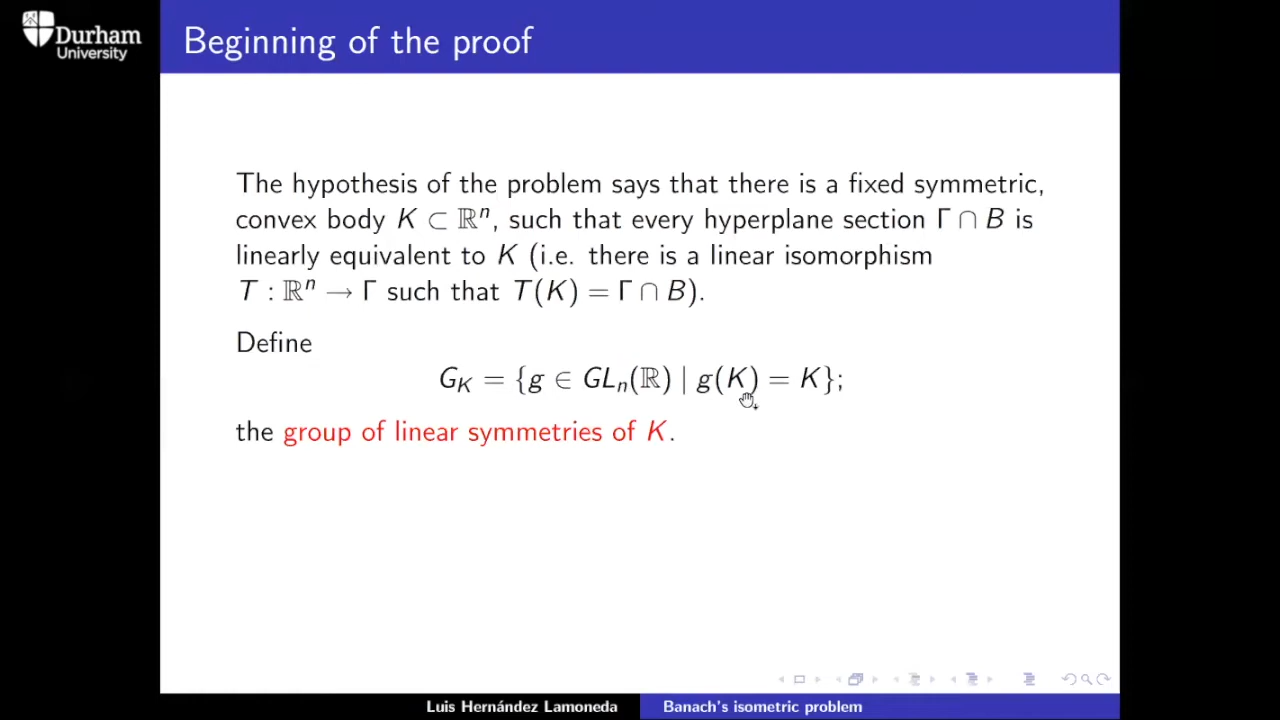 Durham
University
Beginning of the proof
The hypothesis of the problem says that there is a fixed symmetric,
convex body K ⊂ ℝⁿ, such that every hyperplane section Γ ∩ B is
linearly equivalent to K (i.e. there is a linear isomorphism
T : ℝⁿ → Γ such that T(K) = Γ ∩ B).
Define
G_K = {g ∈ GL_n(ℝ) | g(K) = K};
the group of linear symmetries of K.
Luis Hernández Lamoneda Banach's isometric problem